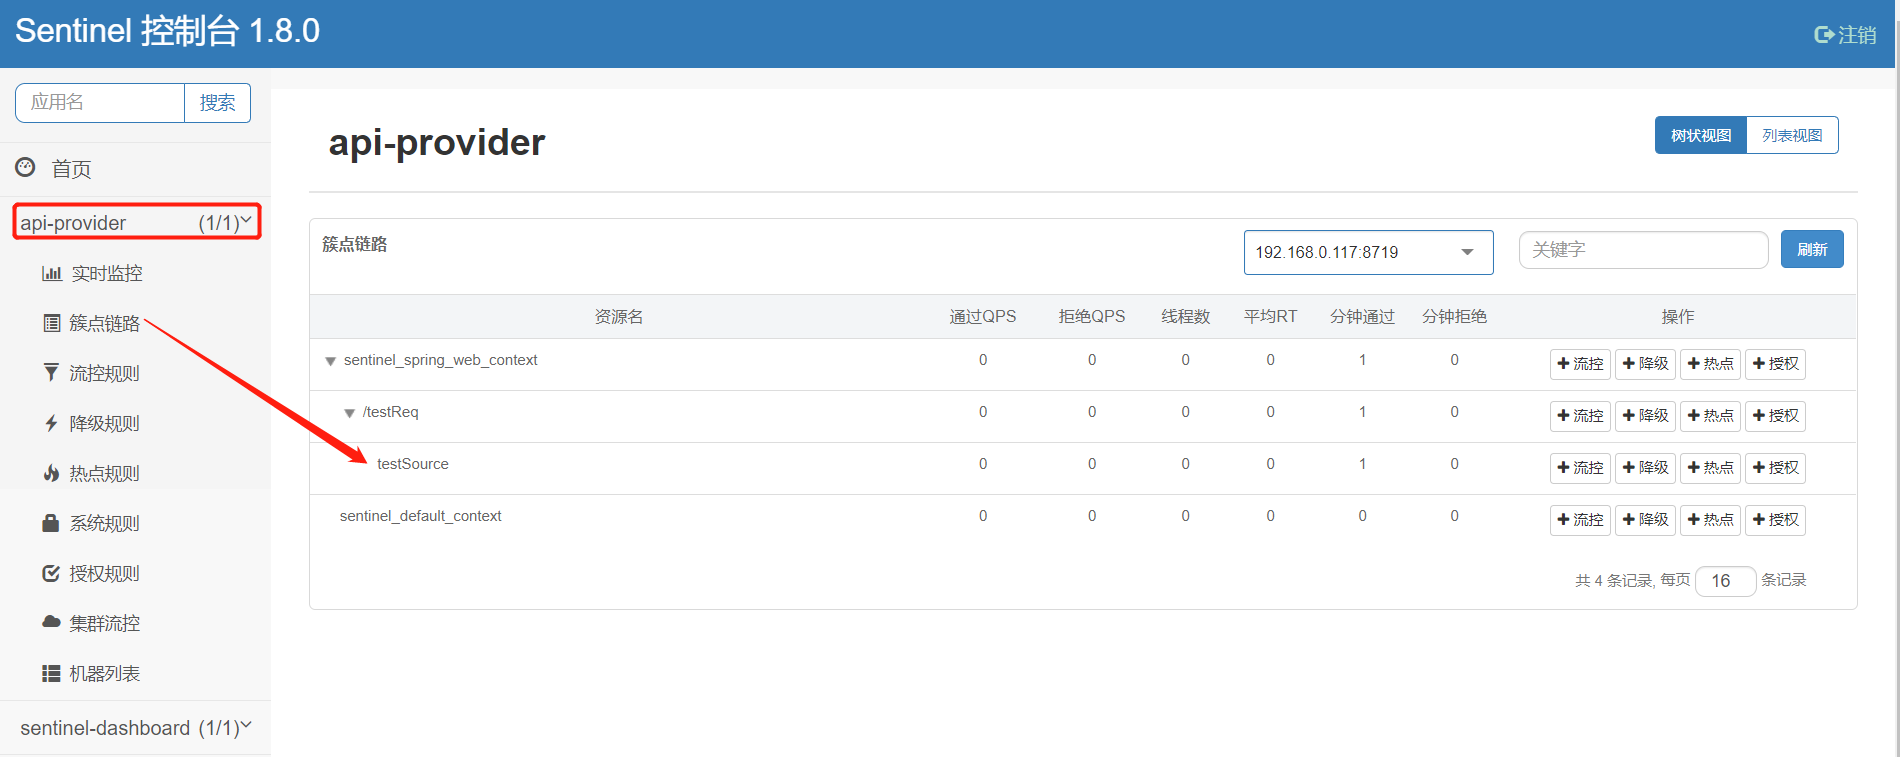 Sentinel 控制台 1.8.0
注销
应用名 搜索
首页
api-provider (1/1)
实时监控
簇点链路
流控规则
降级规则
热点规则
系统规则
授权规则
集群流控
机器列表
sentinel-dashboard (1/1)
api-provider
树状视图 列表视图
簇点链路 192.168.0.117:8719 关键字 刷新
资源名 通过QPS 拒绝QPS 线程数 平均RT 分钟通过 分钟拒绝 操作
sentinel_spring_web_context 0 0 0 0 1 0 流控 降级 热点 授权
/testReq 0 0 0 0 1 0 流控 降级 热点 授权
testSource 0 0 0 0 1 0 流控 降级 热点 授权
sentinel_default_context 0 0 0 0 0 0 流控 降级 热点 授权
共 4 条记录, 每页 16 条记录